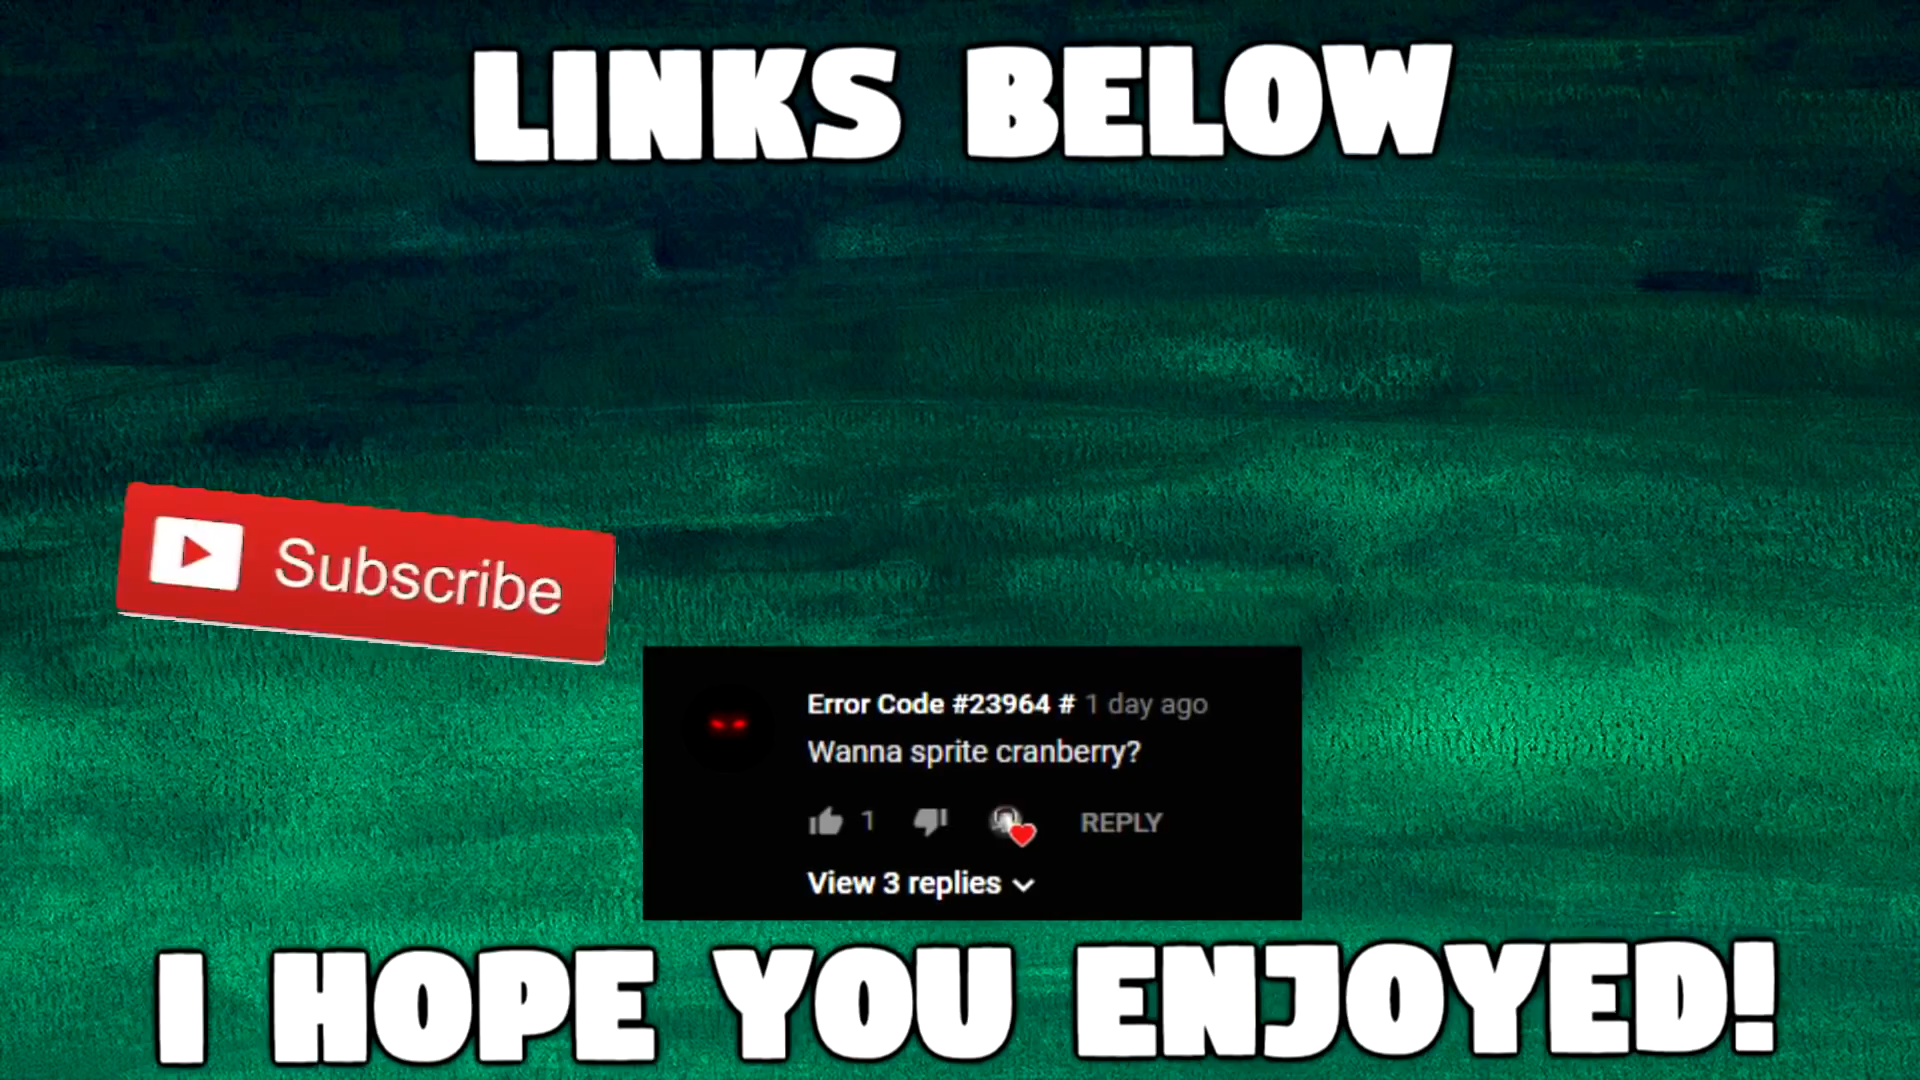 LINKS BELOW
Subscribe
Error Code #23964 # 1 day ago
Wanna sprite cranberry?
1 REPLY
View 3 replies
I HOPE YOU ENJOYED!